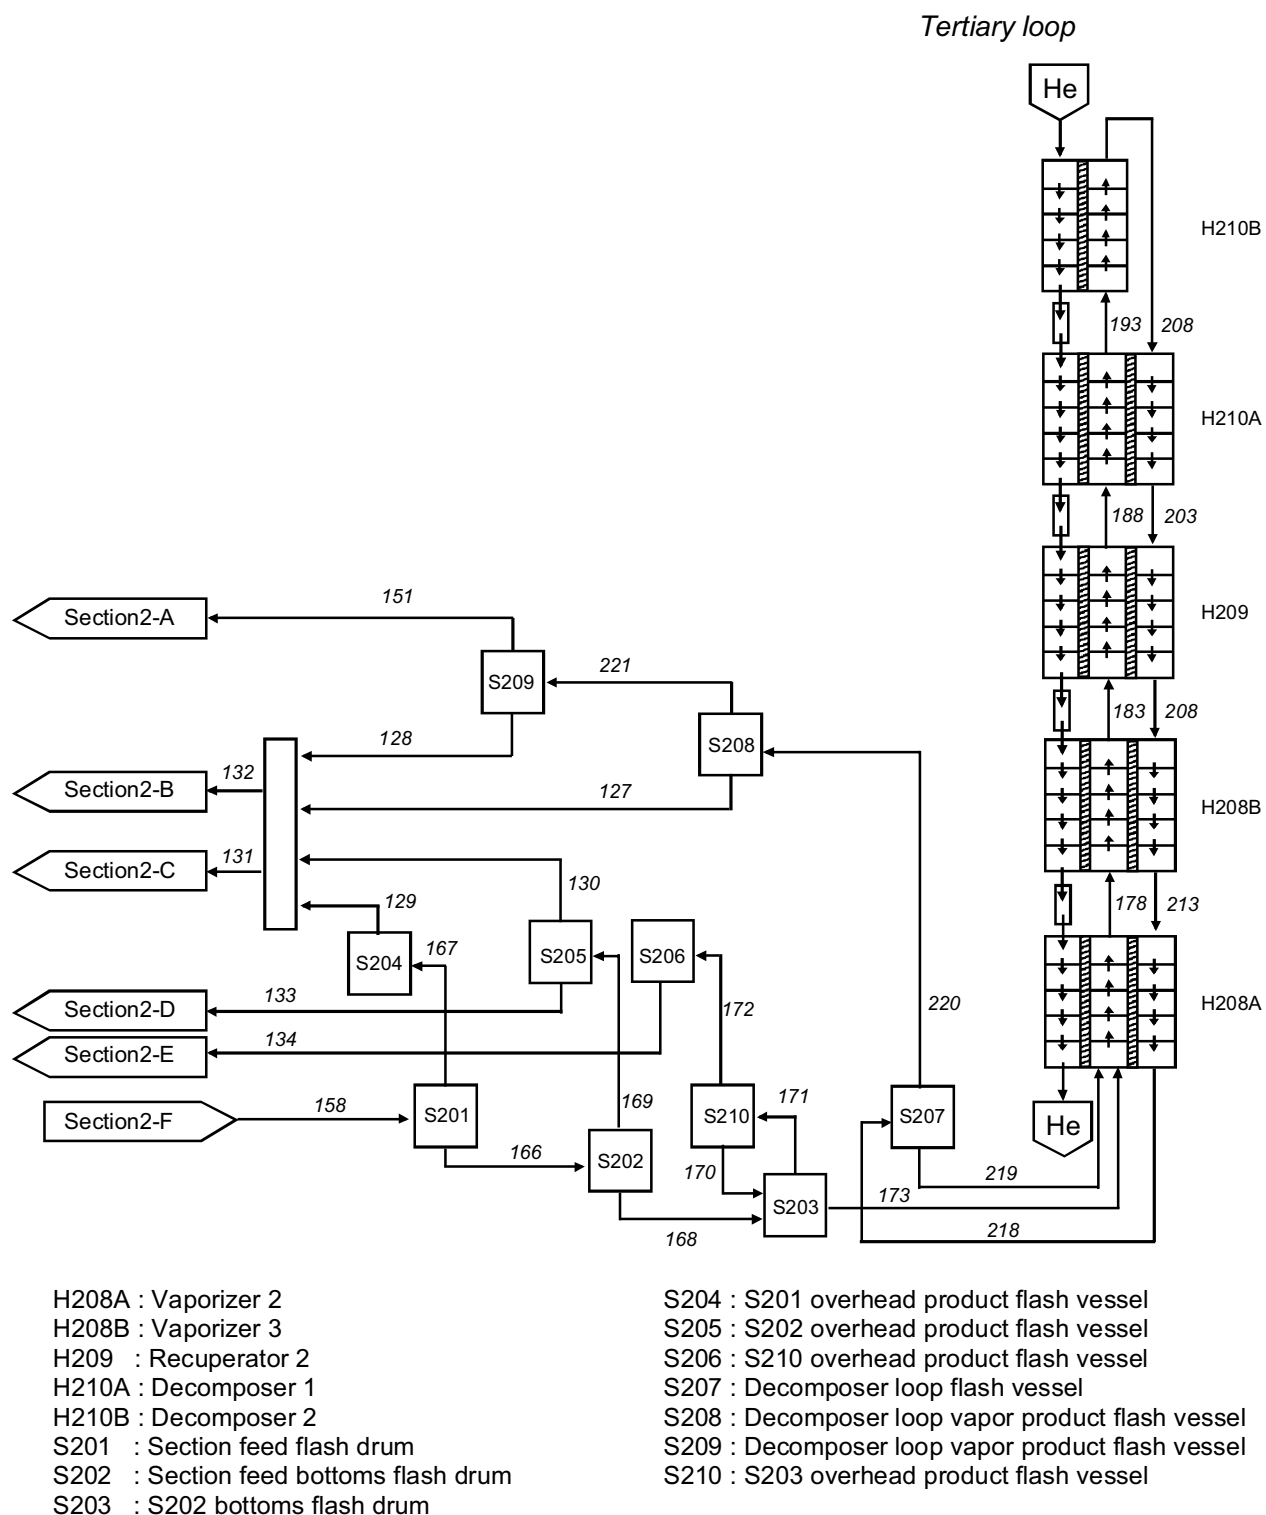 Tertiary loop
He
H210B
193
208
H210A
188
203
H209
183
208
H208B
178
213
H208A
He
Section2-A
151
S209
221
S208
128
127
Section2-B
132
Section2-C
131
130
129
S204
167
S205
S206
Section2-D
133
Section2-E
134
172
220
Section2-F
158
S201
169
S210
171
S207
166
S202
170
S203
219
173
168
218
H208A : Vaporizer 2
H208B : Vaporizer 3
H209 : Recuperator 2
H210A : Decomposer 1
H210B : Decomposer 2
S201 : Section feed flash drum
S202 : Section feed bottoms flash drum
S203 : S202 bottoms flash drum
S204 : S201 overhead product flash vessel
S205 : S202 overhead product flash vessel
S206 : S210 overhead product flash vessel
S207 : Decomposer loop flash vessel
S208 : Decomposer loop vapor product flash vessel
S209 : Decomposer loop vapor product flash vessel
S210 : S203 overhead product flash vessel